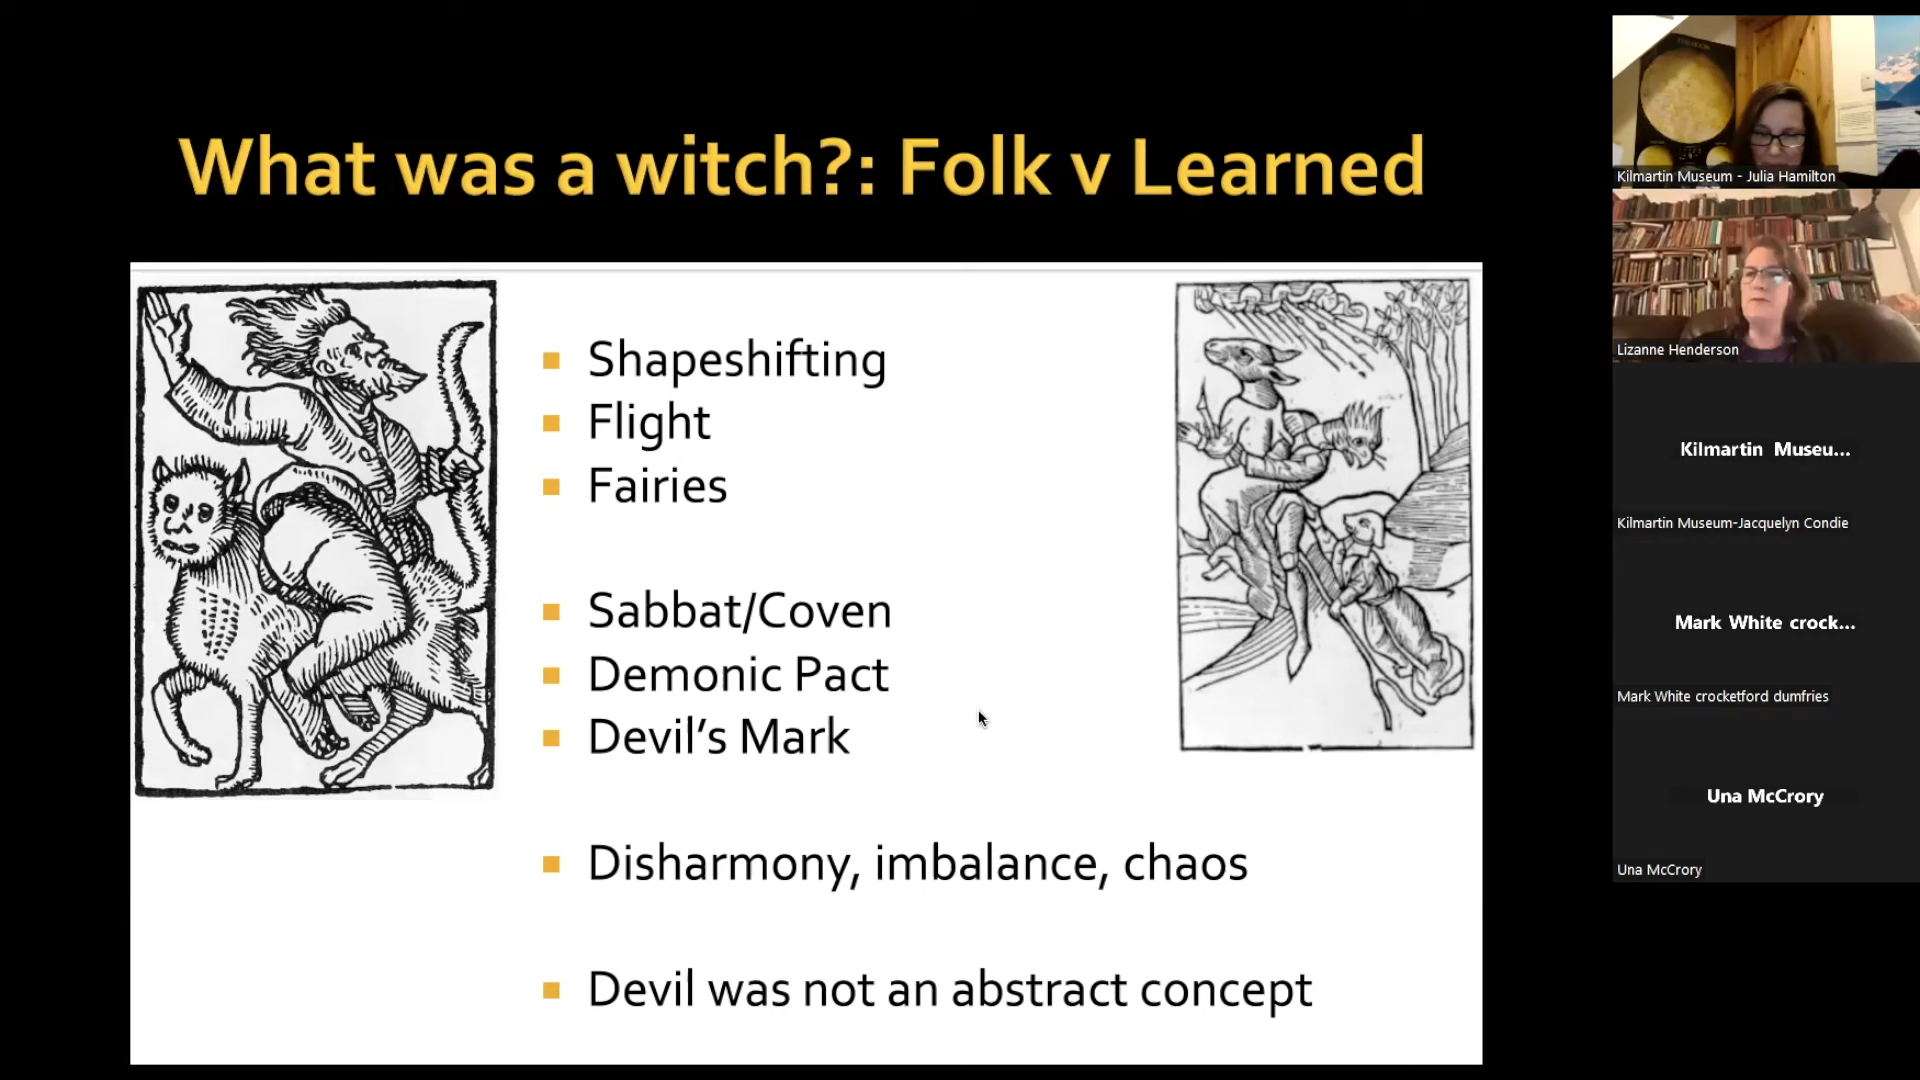 What was a witch?: Folk v Learned
Shapeshifting
Flight
Fairies
Sabbat/Coven
Demonic Pact
Devil's Mark
Disharmony, imbalance, chaos
Devil was not an abstract concept
Kilmartin Museum - Julia Hamilton
Lizanne Henderson
Kilmartin Museu...
Kilmartin Museum-Jacquelyn Condie
Mark White crock...
Mark White crocketford dumfries
Una McCrory
Una McCrory